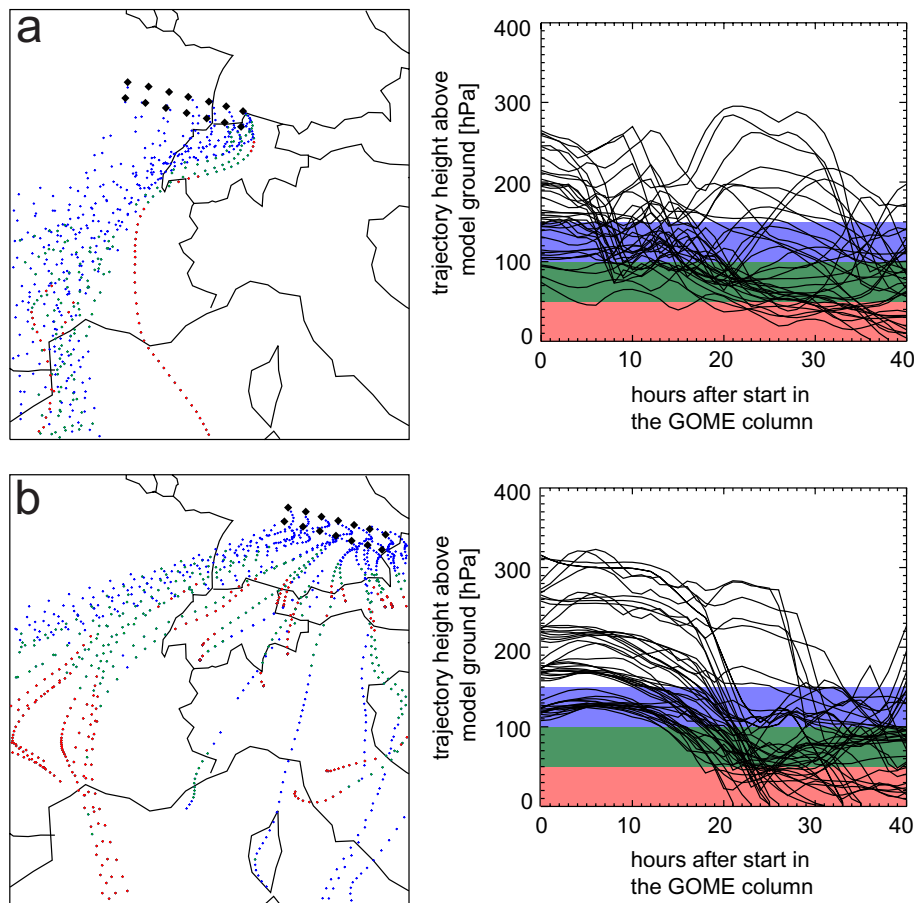 a
400
300
200
100
0
trajectory height above
model ground [hPa]
0 10 20 30 40
hours after start in
the GOME column
b
400
300
200
100
0
trajectory height above
model ground [hPa]
0 10 20 30 40
hours after start in
the GOME column